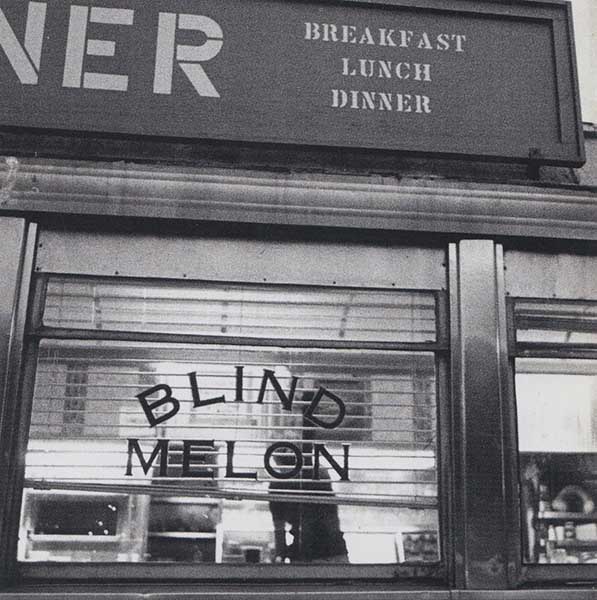 NER
BREAKFAST
LUNCH
DINNER
BLIND
MELON